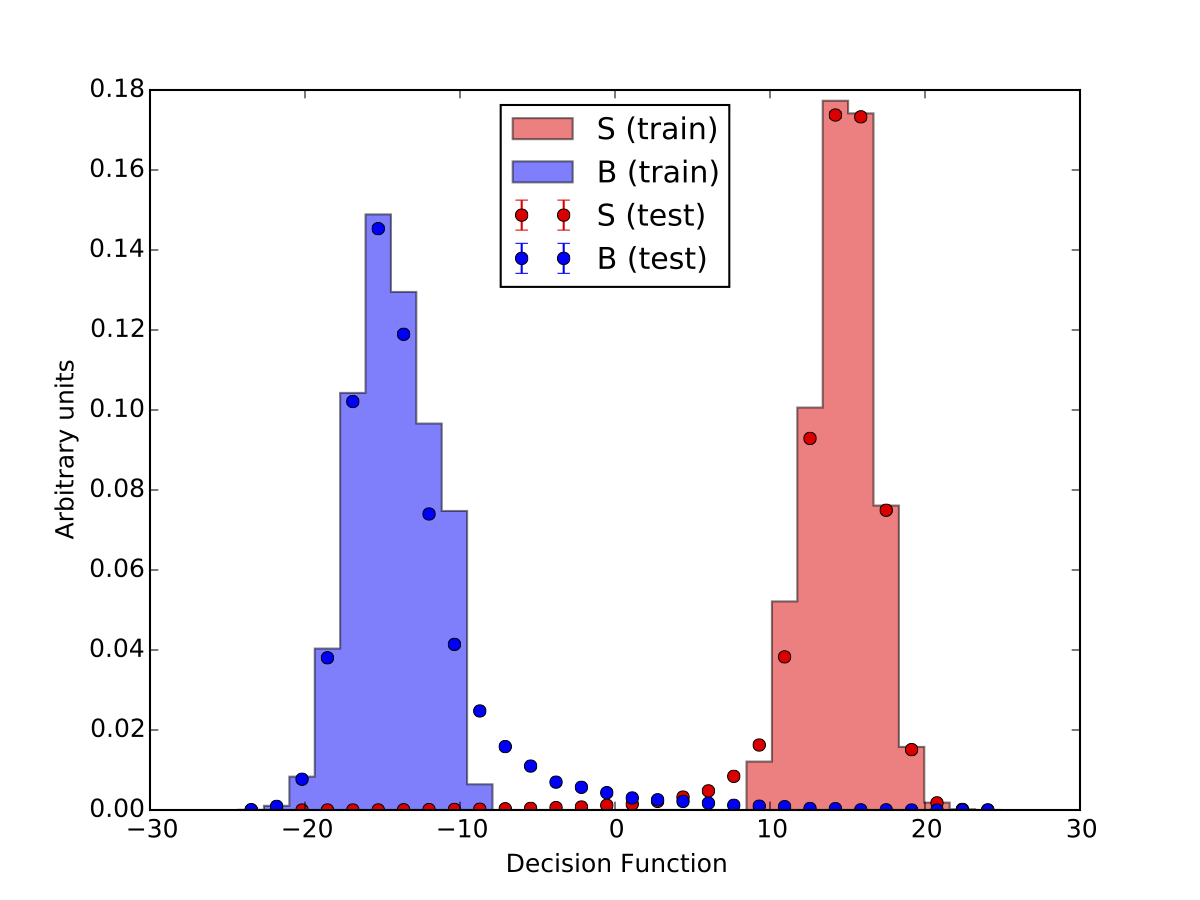 0.18
0.16
0.14
0.12
0.10
0.08
0.06
0.04
0.02
0.00
−30 −20 −10 0 10 20 30
Decision Function
Arbitrary units
S (train)
B (train)
S (test)
B (test)